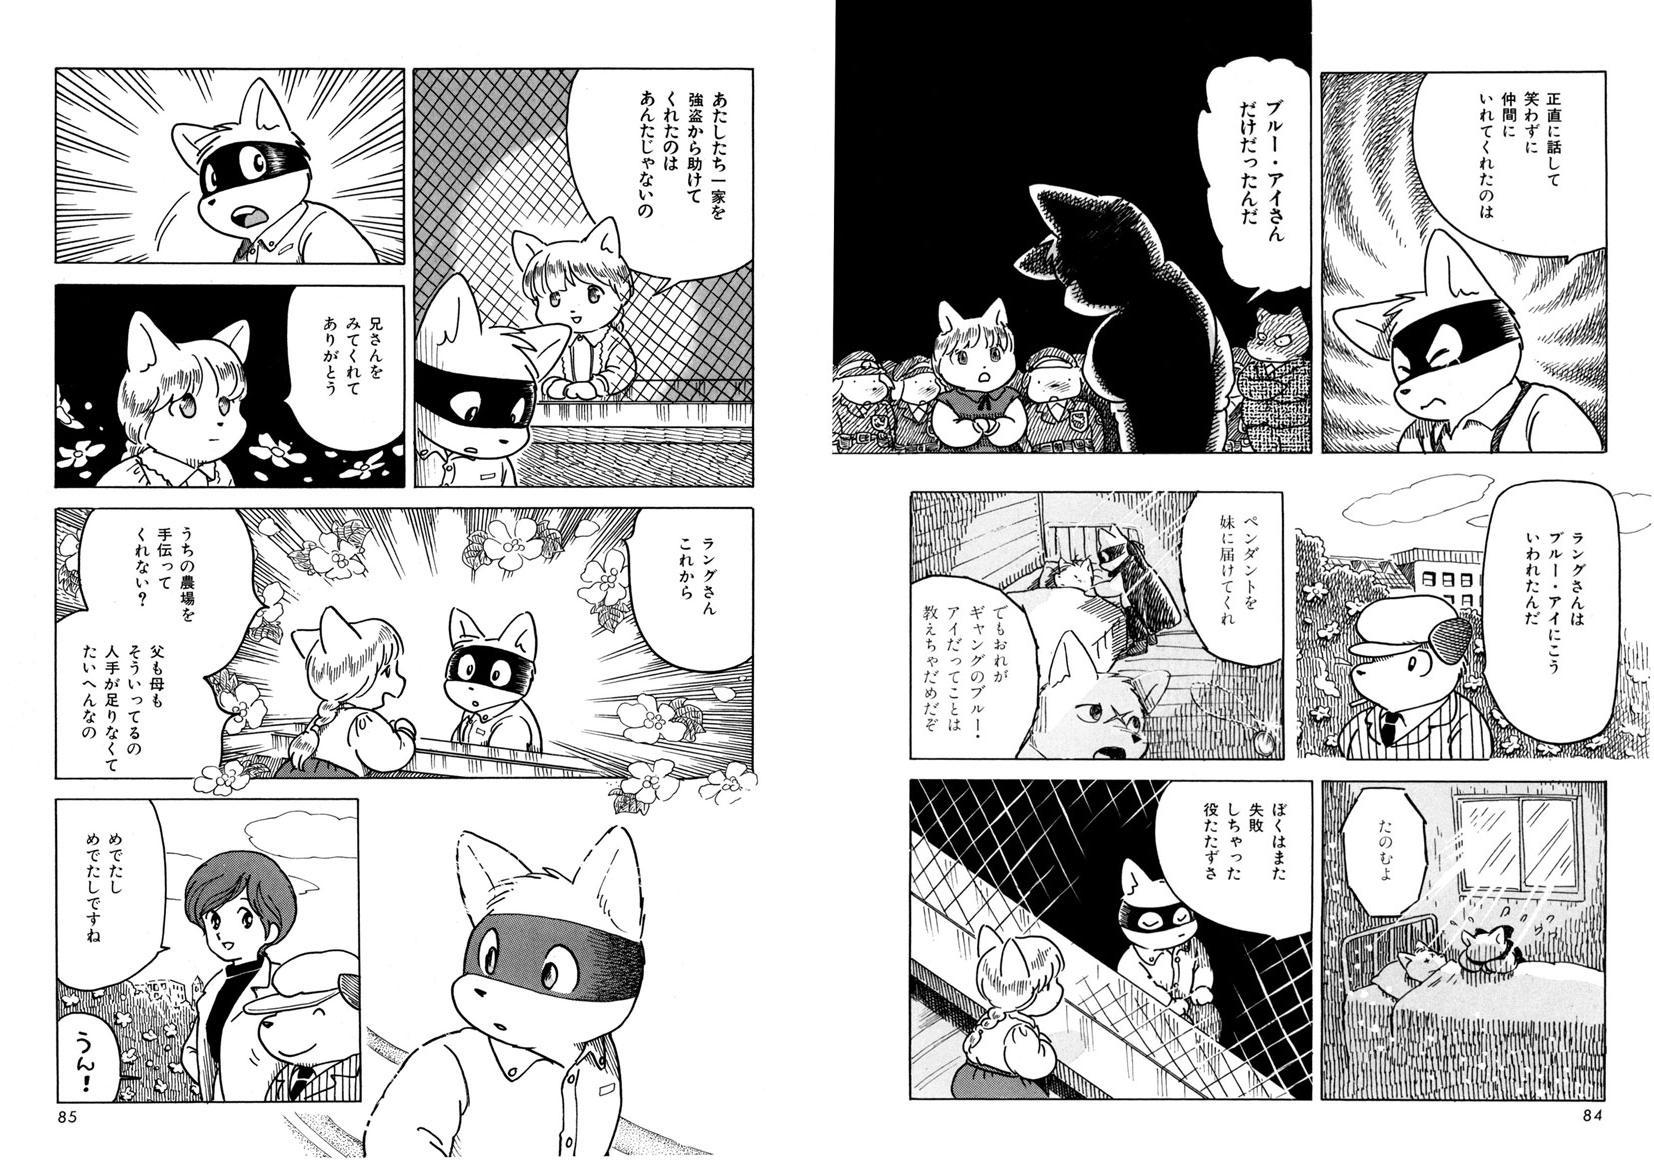 正直に話して
笑わずに
仲間に
いれてくれたのは
ブルー・アイさん
だけだったんだ
ラングさんは
ブルー・アイにこう
いわれたんだ
ペンダントを
妹に届けてくれ
でもおれが
ギャングのブルー・
アイだってことは
教えちゃだめだぞ
たのむよ
ぼくはまた
失敗
しちゃった
役たたずさ
84
あたしたち一家を
強盗から助けて
くれたのは
あんたじゃないの
兄さんを
みてくれて
ありがとう
ラングさん
これから
うちの農場を
手伝って
くれない?
父も母も
そういってるの
人手が足りなくて
たいへんなの
めでたし
めでたしですね
うん!
85